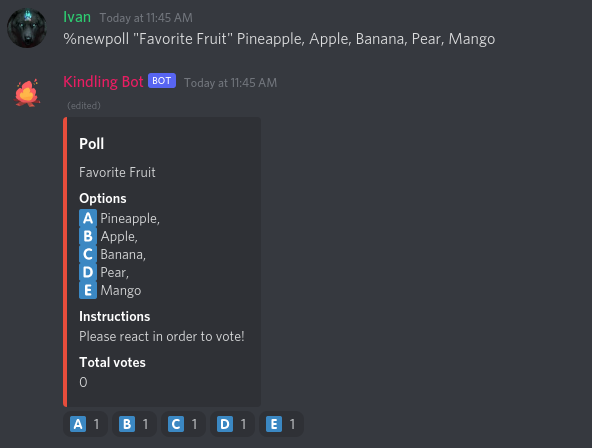 Ivan Today at 11:45 AM
%newpoll "Favorite Fruit" Pineapple, Apple, Banana, Pear, Mango
Kindling Bot BOT Today at 11:45 AM
(edited)
Poll
Favorite Fruit
Options
A Pineapple,
B Apple,
C Banana,
D Pear,
E Mango
Instructions
Please react in order to vote!
Total votes
0
A 1 B 1 C 1 D 1 E 1